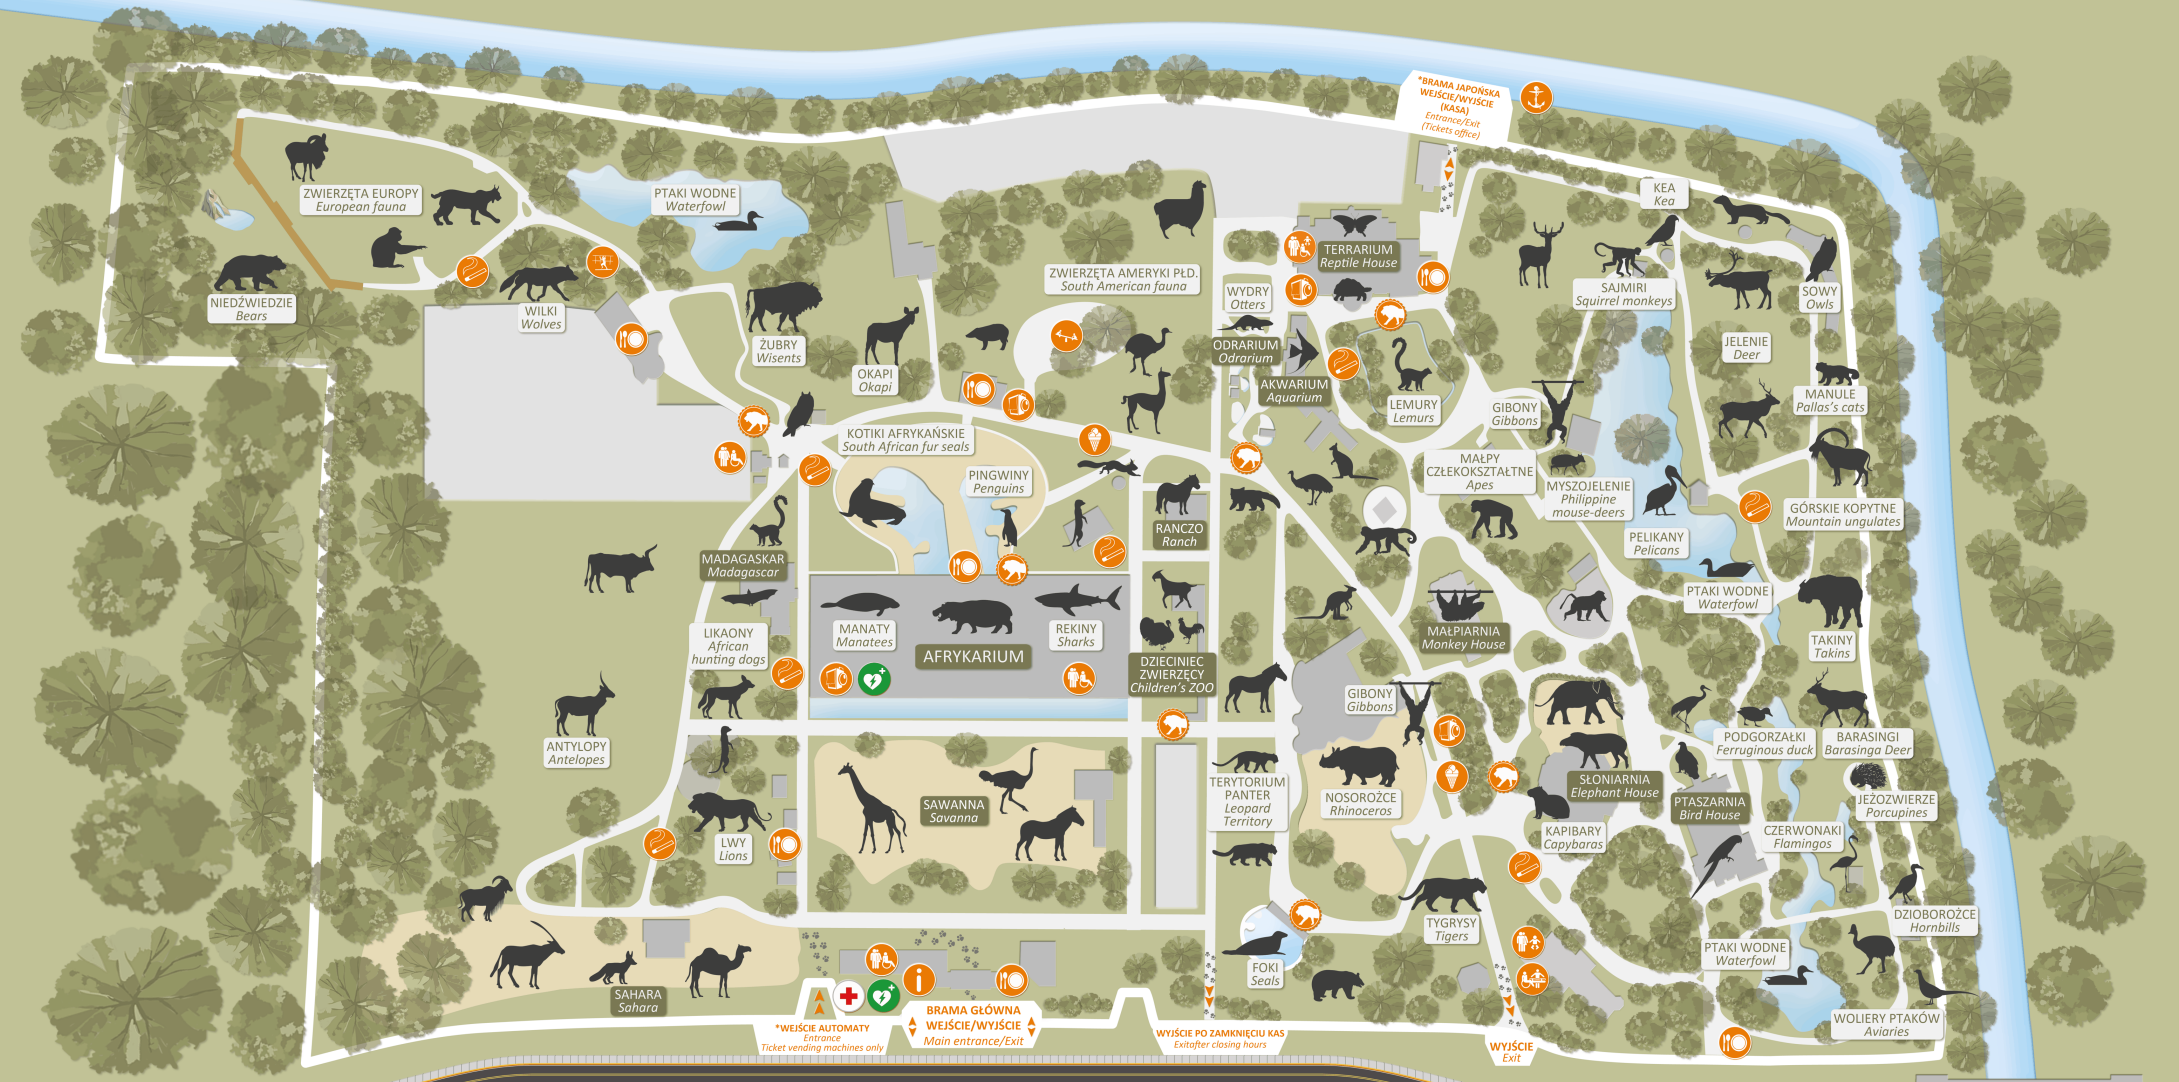 *BRAMA JAPOŃSKA
WEJŚCIE/WYJŚCIE
(KASA)
Entrance/Exit
(Tickets office)
ZWIERZĘTA EUROPY
European fauna
PTAKI WODNE
Waterfowl
KEA
Kea
NIEDŹWIEDZIE
Bears
WILKI
Wolves
ŻUBRY
Wisents
OKAPI
Okapi
ZWIERZĘTA AMERYKI PŁD.
South American fauna
TERRARIUM
Reptile House
WYDRY
Otters
ODRARIUM
Odrarium
AKWARIUM
Aquarium
LEMURY
Lemurs
SAJMIRI
Squirrel monkeys
SOWY
Owls
JELENIE
Deer
MANULE
Pallas's cats
GIBONY
Gibbons
KOTIKI AFRYKAŃSKIE
South African fur seals
PINGWINY
Penguins
MAŁPY
CZŁEKOKSZTAŁTNE
Apes
MYSZOJELENIE
Philippine
mouse-deers
GÓRSKIE KOPYTNE
Mountain ungulates
RANCZO
Ranch
PELIKANY
Pelicans
MADAGASKAR
Madagascar
PTAKI WODNE
Waterfowl
LIKAONY
African
hunting dogs
MANATY
Manatees
AFRYKARIUM
REKINY
Sharks
MAŁPIARNIA
Monkey House
TAKINY
Takins
DZIECINIEC
ZWIERZĘCY
Children's ZOO
GIBONY
Gibbons
ANTYLOPY
Antelopes
PODGORZAŁKI
Ferruginous duck
BARASINGI
Barasinga Deer
TERYTORIUM
PANTER
Leopard
Territory
NOSOROŻCE
Rhinoceros
SŁONIARNIA
Elephant House
PTASZARNIA
Bird House
JEŻOZWIERZE
Porcupines
SAWANNA
Savanna
LWY
Lions
KAPIBARY
Capybaras
CZERWONAKI
Flamingos
TYGRYSY
Tigers
DZIOBOROŻCE
Hornbills
PTAKI WODNE
Waterfowl
FOKI
Seals
SAHARA
Sahara
WOLIERY PTAKÓW
Aviaries
*WEJŚCIE AUTOMATY
Entrance
Ticket vending machines only
i
BRAMA GŁÓWNA
WEJŚCIE/WYJŚCIE
Main entrance/Exit
WYJŚCIE PO ZAMKNIĘCIU KAS
Exitafter closing hours
WYJŚCIE
Exit